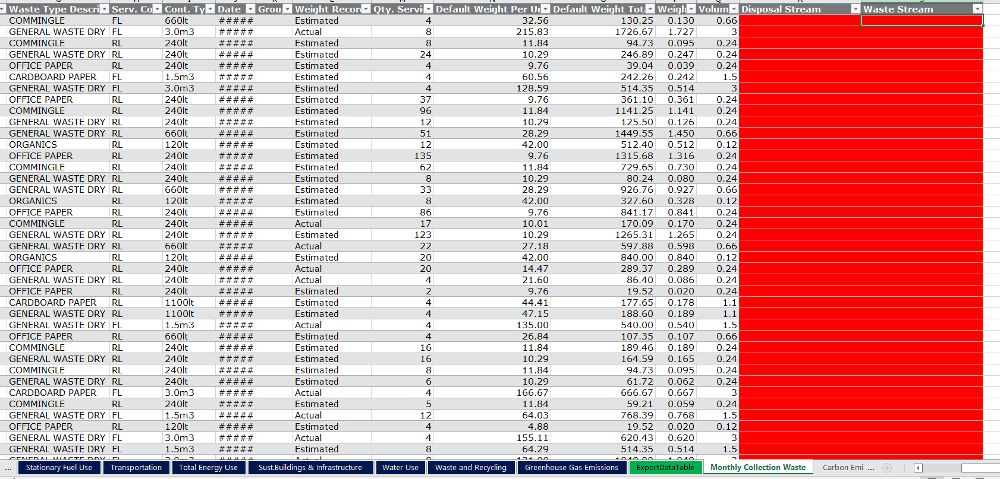 Waste Type Descri Serv. Co Cont. Ty Date Grou Weight Recor Qty. Servi Default Weight Per Un Default Weight Tot Weigh Volum Disposal Stream Waste Stream
COMMINGLE FL 660lt ##### Estimated 4 32.56 130.25 0.130 0.66
GENERAL WASTE DRY FL 3.0m3 ##### Actual 8 215.83 1726.67 1.727 3
COMMINGLE RL 240lt ##### Estimated 8 11.84 94.73 0.095 0.24
GENERAL WASTE DRY RL 240lt ##### Estimated 24 10.29 246.89 0.247 0.24
OFFICE PAPER RL 240lt ##### Estimated 4 9.76 39.04 0.039 0.24
CARDBOARD PAPER FL 1.5m3 ##### Estimated 4 60.56 242.26 0.242 1.5
GENERAL WASTE DRY FL 3.0m3 ##### Estimated 4 128.59 514.35 0.514 3
OFFICE PAPER RL 240lt ##### Estimated 37 9.76 361.10 0.361 0.24
COMMINGLE RL 240lt ##### Estimated 96 11.84 1141.25 1.141 0.24
GENERAL WASTE DRY RL 240lt ##### Estimated 12 10.29 125.50 0.126 0.24
GENERAL WASTE DRY RL 660lt ##### Estimated 51 28.29 1449.55 1.450 0.66
ORGANICS RL 120lt ##### Estimated 12 42.00 512.40 0.512 0.12
OFFICE PAPER RL 240lt ##### Estimated 135 9.76 1315.68 1.316 0.24
COMMINGLE RL 240lt ##### Estimated 62 11.84 729.65 0.730 0.24
GENERAL WASTE DRY RL 240lt ##### Estimated 8 10.29 80.24 0.080 0.24
GENERAL WASTE DRY RL 660lt ##### Estimated 33 28.29 926.76 0.927 0.66
ORGANICS RL 120lt ##### Estimated 8 42.00 327.60 0.328 0.12
OFFICE PAPER RL 240lt ##### Estimated 86 9.76 841.17 0.841 0.24
COMMINGLE RL 240lt ##### Actual 17 10.01 170.09 0.170 0.24
GENERAL WASTE DRY RL 240lt ##### Estimated 123 10.29 1265.31 1.265 0.24
GENERAL WASTE DRY RL 660lt ##### Actual 22 27.18 597.88 0.598 0.66
ORGANICS RL 120lt ##### Estimated 20 42.00 840.00 0.840 0.12
OFFICE PAPER RL 240lt ##### Actual 20 14.47 289.37 0.289 0.24
GENERAL WASTE DRY RL 240lt ##### Actual 4 21.60 86.40 0.086 0.24
OFFICE PAPER RL 240lt ##### Estimated 2 9.76 19.52 0.020 0.24
CARDBOARD PAPER RL 1100lt ##### Estimated 4 44.41 177.65 0.178 1.1
GENERAL WASTE DRY RL 1100lt ##### Estimated 4 47.15 188.60 0.189 1.1
GENERAL WASTE DRY FL 1.5m3 ##### Actual 4 135.00 540.00 0.540 1.5
OFFICE PAPER RL 660lt ##### Estimated 4 26.84 107.35 0.107 0.66
COMMINGLE RL 240lt ##### Estimated 16 11.84 189.46 0.189 0.24
GENERAL WASTE DRY RL 240lt ##### Estimated 16 10.29 164.59 0.165 0.24
COMMINGLE RL 240lt ##### Estimated 8 11.84 94.73 0.095 0.24
GENERAL WASTE DRY RL 240lt ##### Estimated 6 10.29 61.72 0.062 0.24
CARDBOARD PAPER FL 3.0m3 ##### Actual 4 166.67 666.67 0.667 3
COMMINGLE RL 240lt ##### Estimated 5 11.84 59.21 0.059 0.24
GENERAL WASTE DRY FL 1.5m3 ##### Actual 12 64.03 768.39 0.768 1.5
OFFICE PAPER RL 120lt ##### Estimated 4 4.88 19.52 0.020 0.12
GENERAL WASTE DRY FL 3.0m3 ##### Actual 4 155.11 620.43 0.620 3
GENERAL WASTE DRY FL 1.5m3 ##### Estimated 8 64.29 514.35 0.514 1.5
... Stationary Fuel Use Transportation Total Energy Use Sust.Buildings & Infrastructure Water Use Waste and Recycling Greenhouse Gas Emissions ExportDataTable Monthly Collection Waste Carbon Emi ...